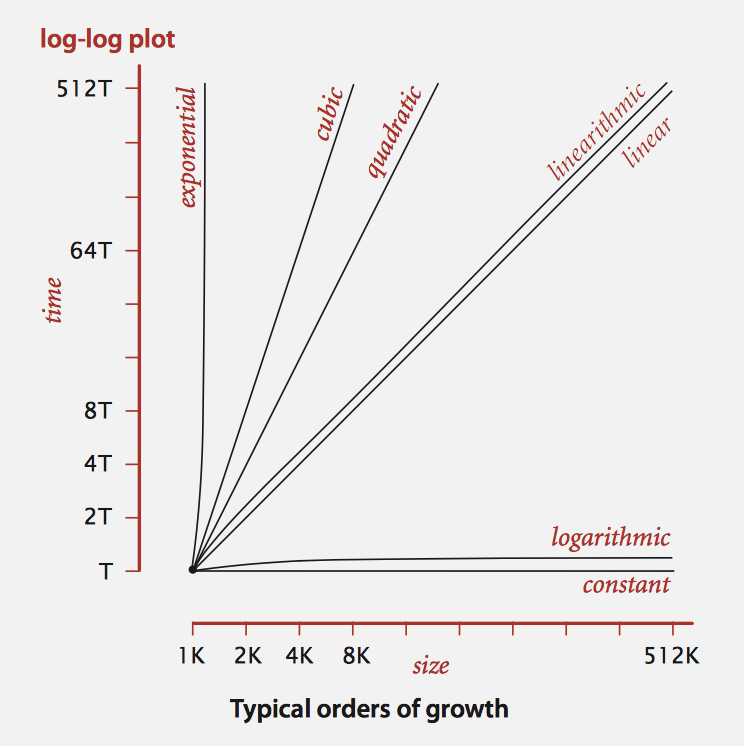 log-log plot
512T
exponential
cubic
quadratic
linearithmic
linear
64T
time
8T
4T
2T
T
logarithmic
constant
1K 2K 4K 8K 512K
size
Typical orders of growth